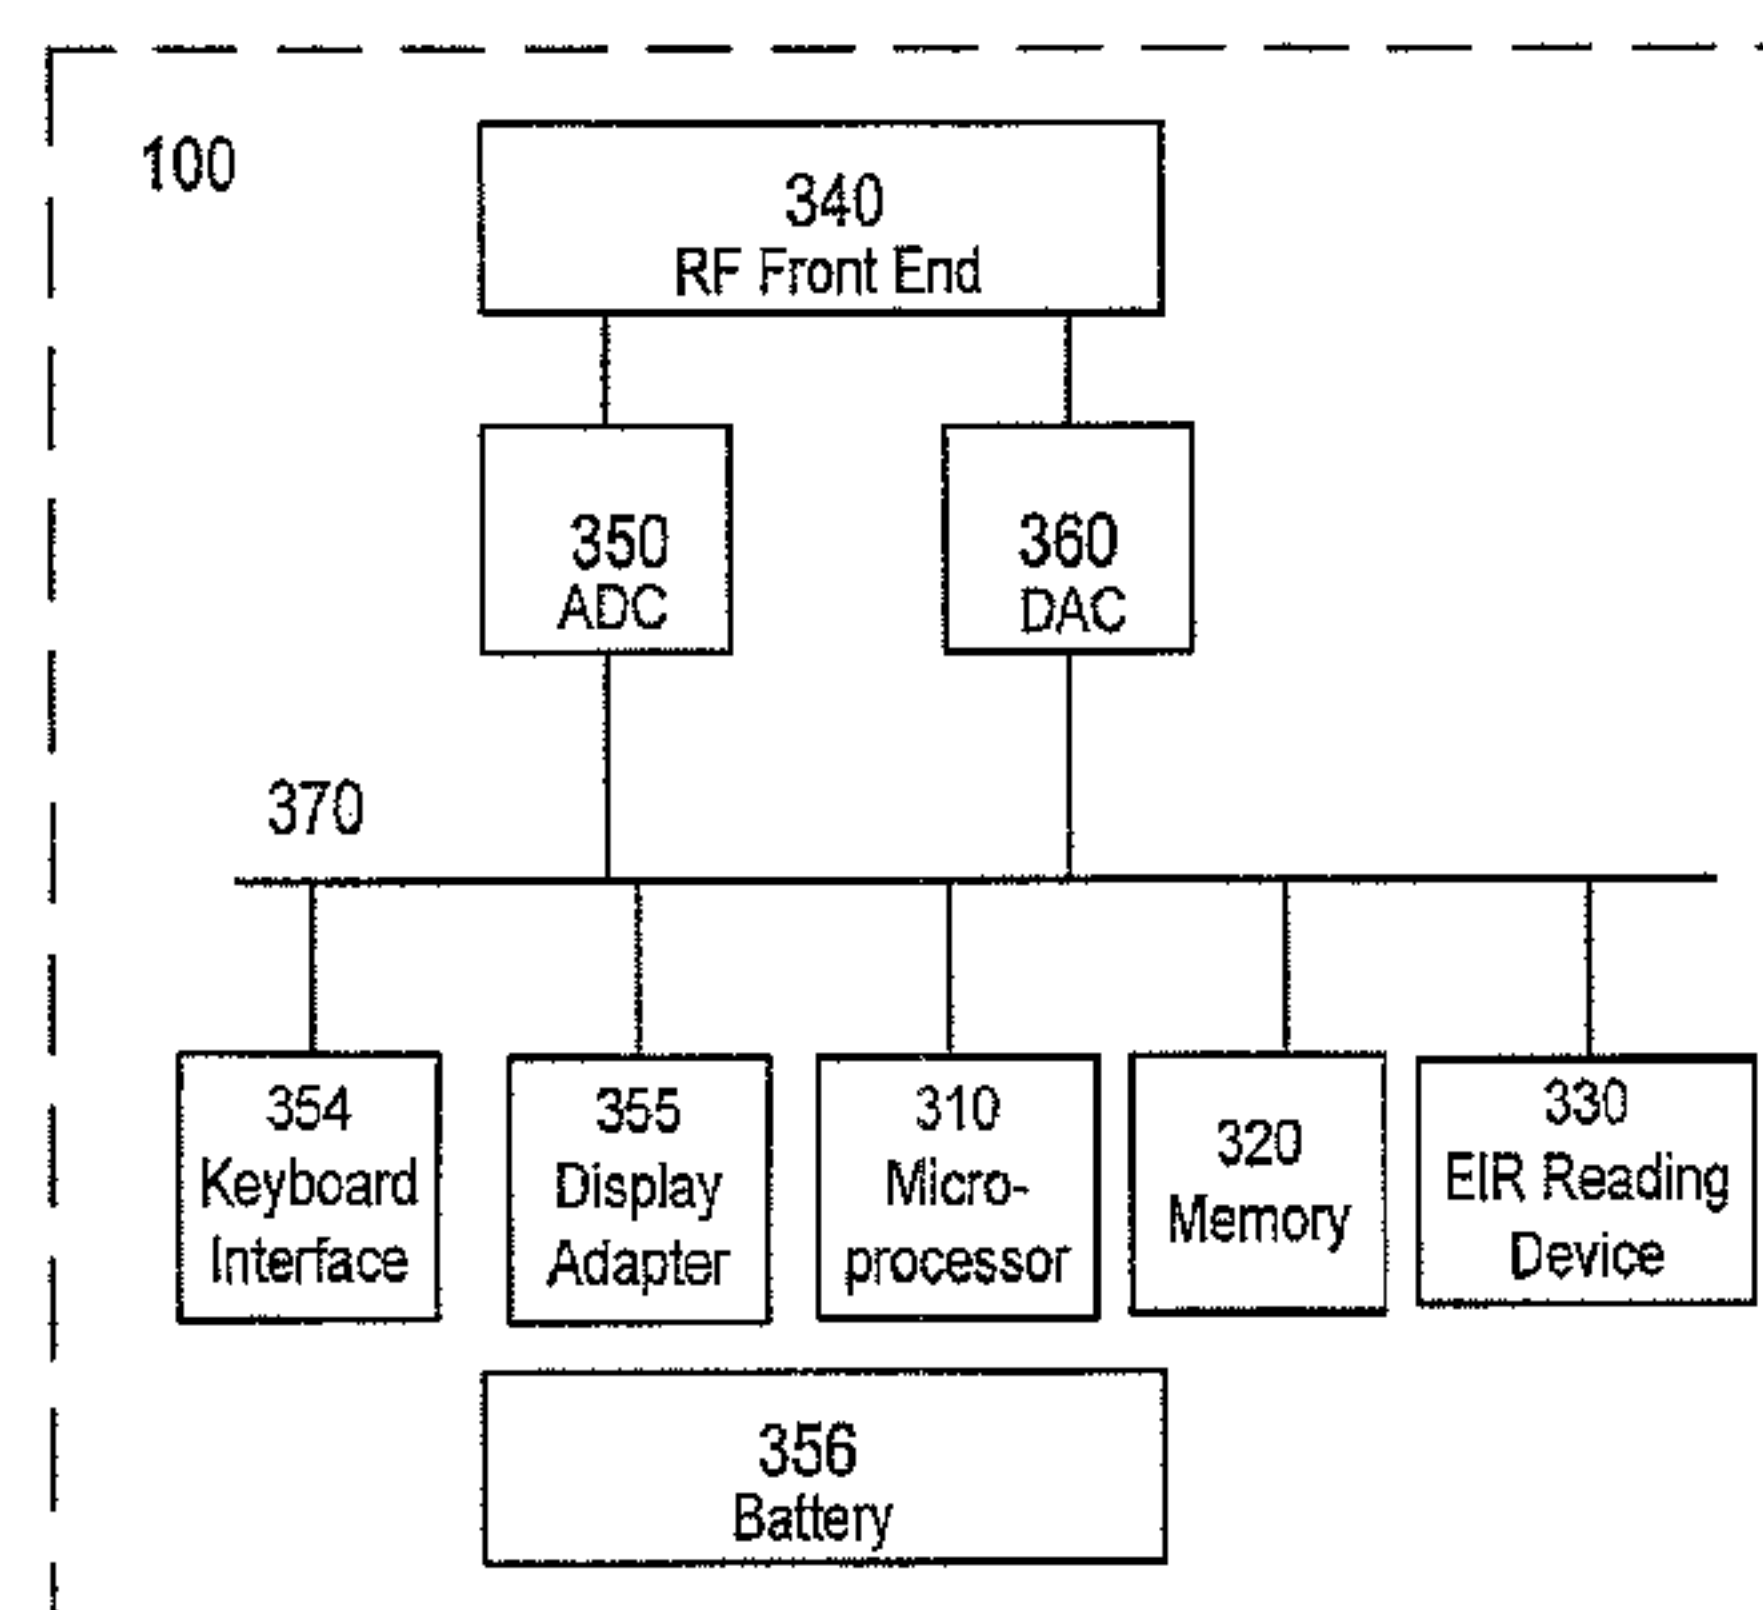 100
340
RF Front End
350
ADC
360
DAC
370
354
Keyboard
Interface
355
Display
Adapter
310
Micro-
processor
320
Memory
330
EIR Reading
Device
356
Battery